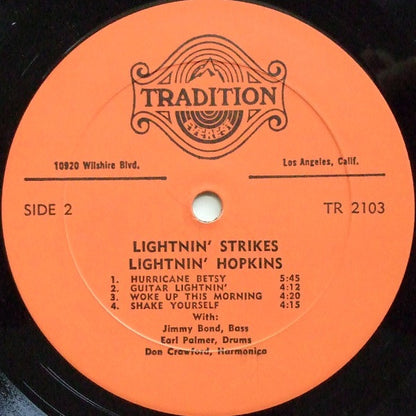 TRADITION
EVEREST
10920 Wilshire Blvd. Los Angeles, Calif.
SIDE 2 TR 2103
LIGHTNIN' STRIKES
LIGHTNIN' HOPKINS
1. HURRICANE BETSY 5:45
2. GUITAR LIGHTNIN' 4:12
3. WOKE UP THIS MORNING 4:20
4. SHAKE YOURSELF 4:15
With:
Jimmy Bond, Bass
Earl Palmer, Drums
Don Crawford, Harmonica